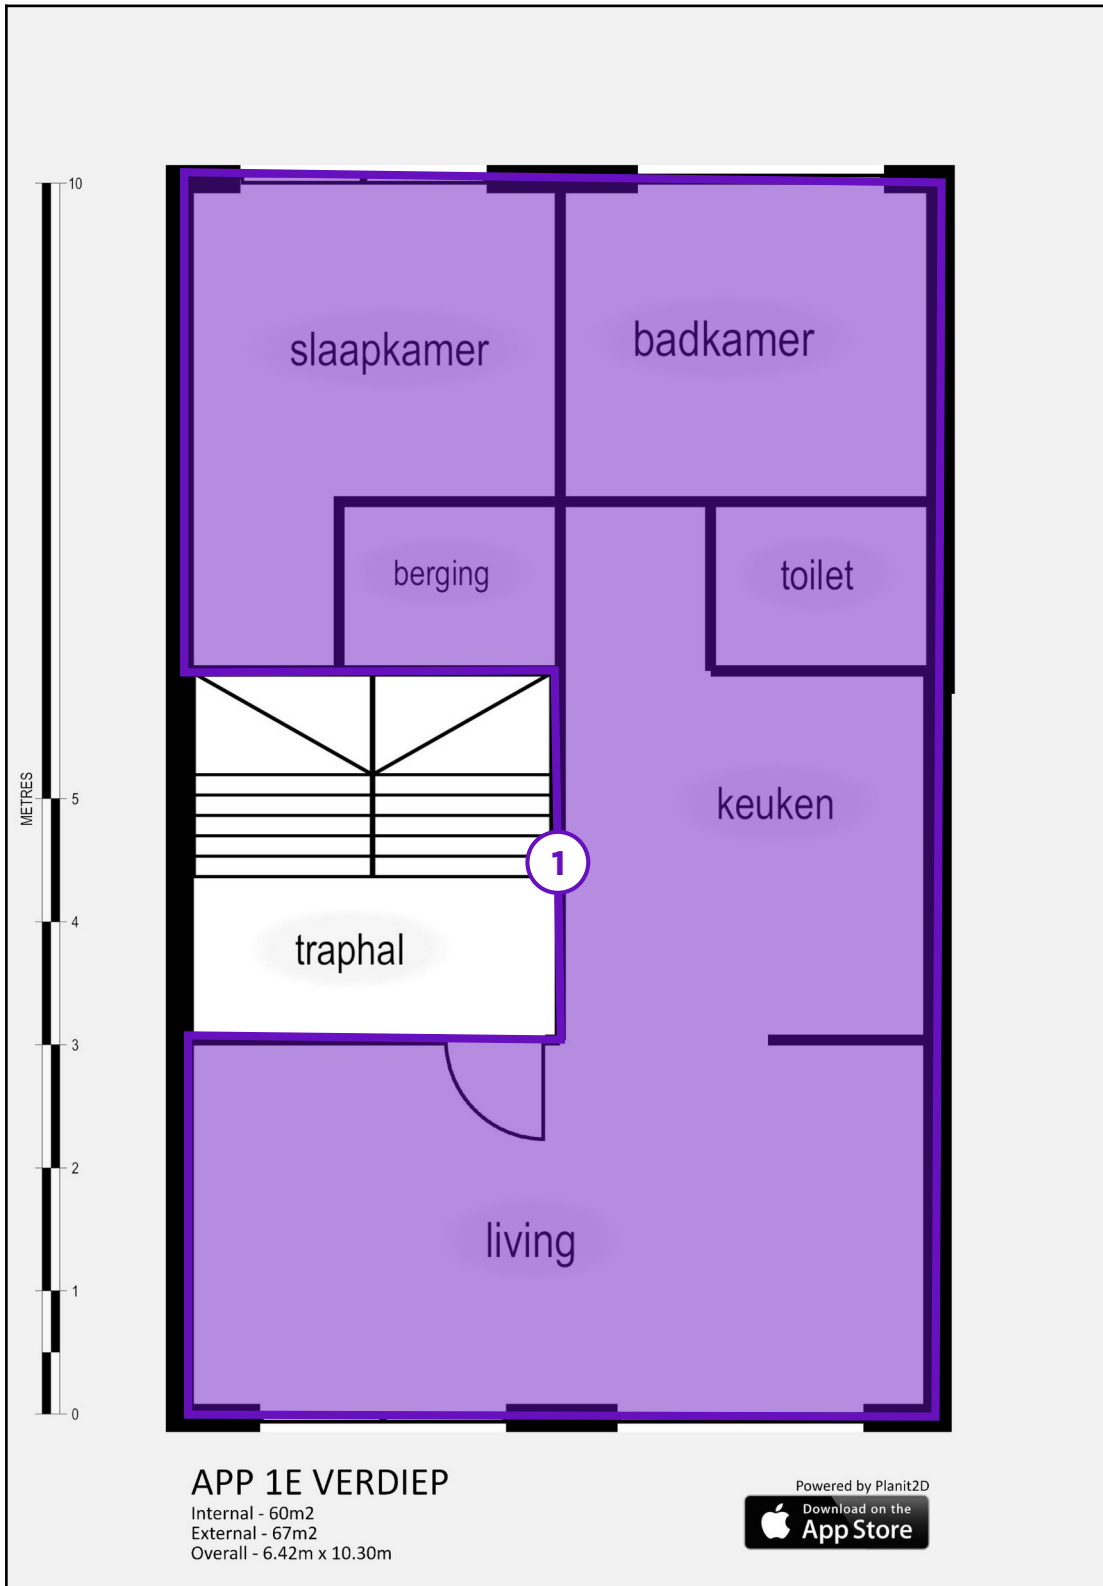 10
slaapkamer
badkamer
berging
toilet
METRES
5
keuken
1
4
traphal
3
2
living
1
0
APP 1E VERDIEP
Internal - 60m2
External - 67m2
Overall - 6.42m x 10.30m
Powered by Planit2D
Download on the
App Store